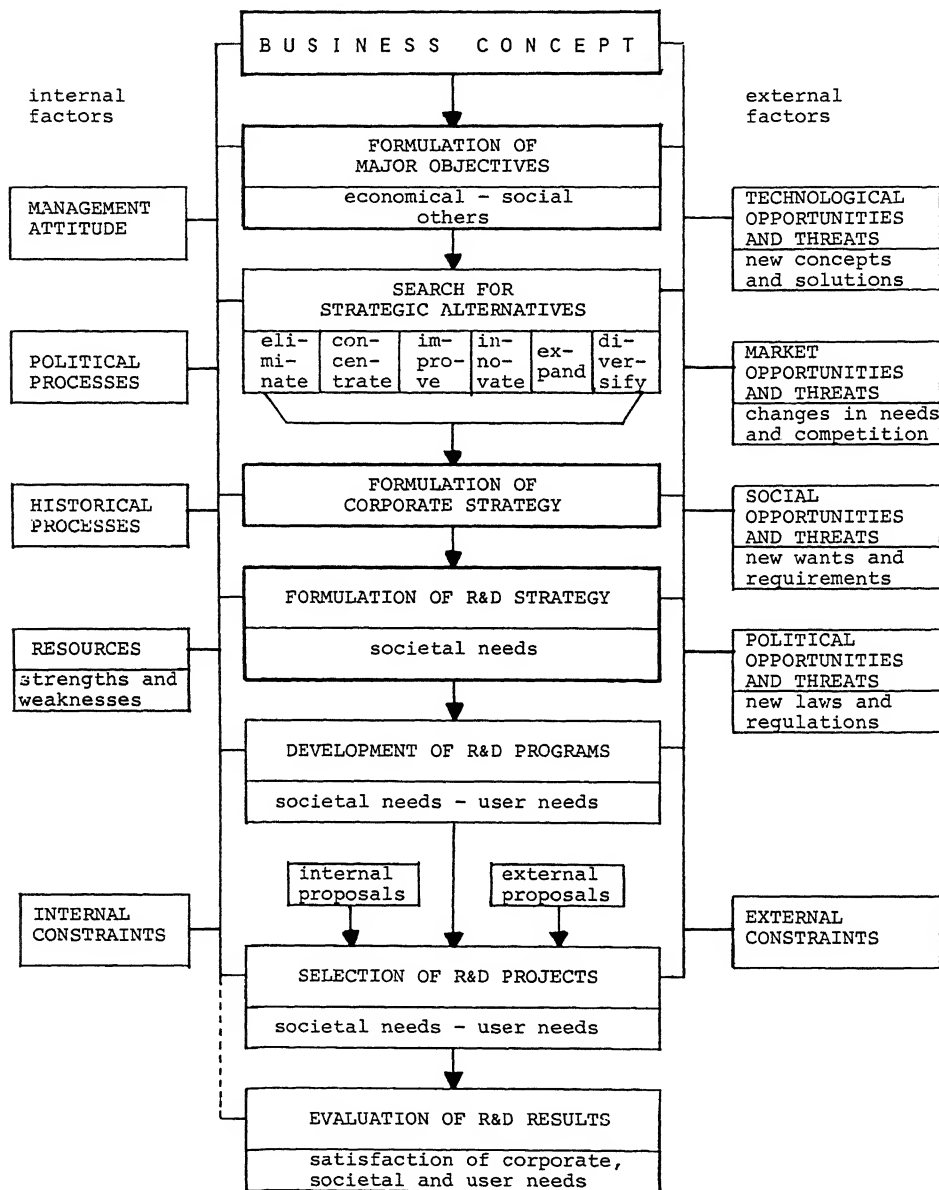 BUSINESS CONCEPT
internal
factors
external
factors
FORMULATION OF
MAJOR OBJECTIVES
economical - social
others
MANAGEMENT
ATTITUDE
TECHNOLOGICAL
OPPORTUNITIES
AND THREATS
new concepts
and solutions
SEARCH FOR
STRATEGIC ALTERNATIVES
eli-
mi-
nate
con-
cen-
trate
im-
pro-
ve
in-
no-
vate
ex-
pand
di-
ver-
sify
POLITICAL
PROCESSES
MARKET
OPPORTUNITIES
AND THREATS
changes in needs
and competition
FORMULATION OF
CORPORATE STRATEGY
HISTORICAL
PROCESSES
SOCIAL
OPPORTUNITIES
AND THREATS
new wants and
requirements
FORMULATION OF R&D STRATEGY
societal needs
RESOURCES
strengths and
weaknesses
POLITICAL
OPPORTUNITIES
AND THREATS
new laws and
regulations
DEVELOPMENT OF R&D PROGRAMS
societal needs - user needs
internal
proposals
external
proposals
INTERNAL
CONSTRAINTS
EXTERNAL
CONSTRAINTS
SELECTION OF R&D PROJECTS
societal needs - user needs
EVALUATION OF R&D RESULTS
satisfaction of corporate,
societal and user needs